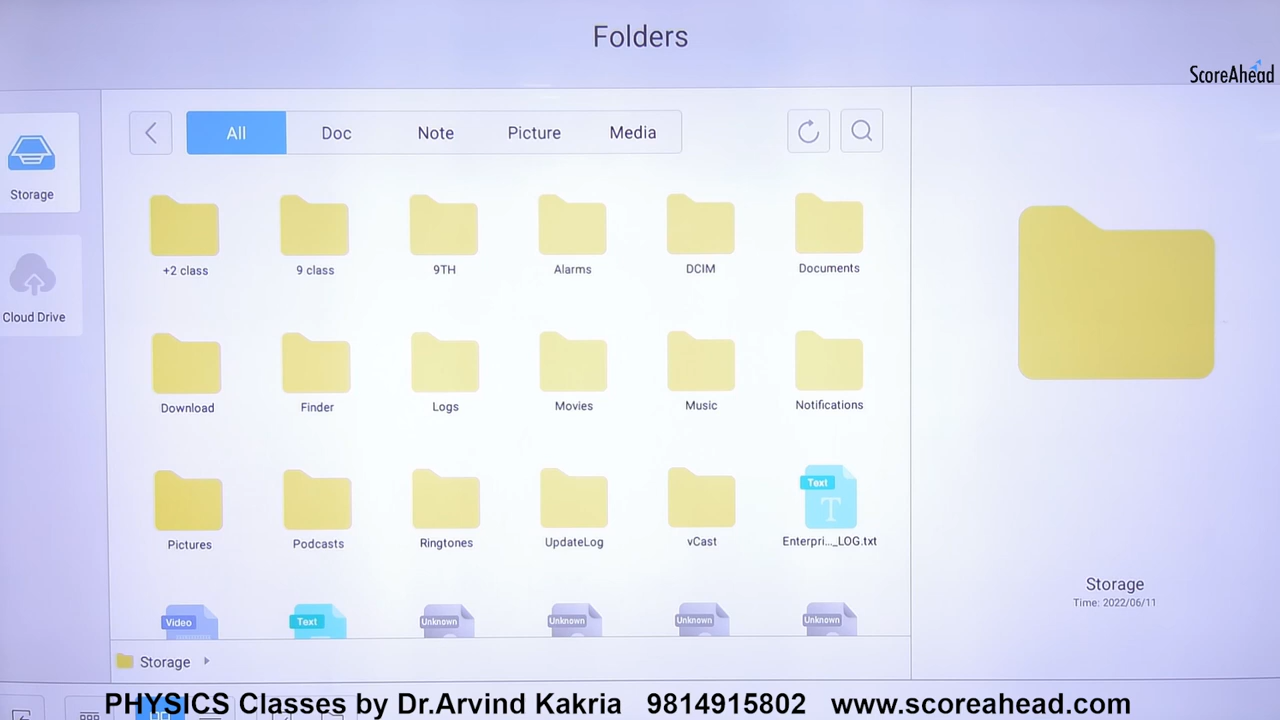 Folders
ScoreAhead
All Doc Note Picture Media
Storage
Cloud Drive
+2 class 9 class 9TH Alarms DCIM Documents
Download Finder Logs Movies Music Notifications
Text
Pictures Podcasts Ringtones UpdateLog vCast Enterpri..._LOG.txt
Video Text Unknown Unknown Unknown Unknown
Storage
Time: 2022/06/11
Storage
PHYSICS Classes by Dr.Arvind Kakria 9814915802 www.scoreahead.com